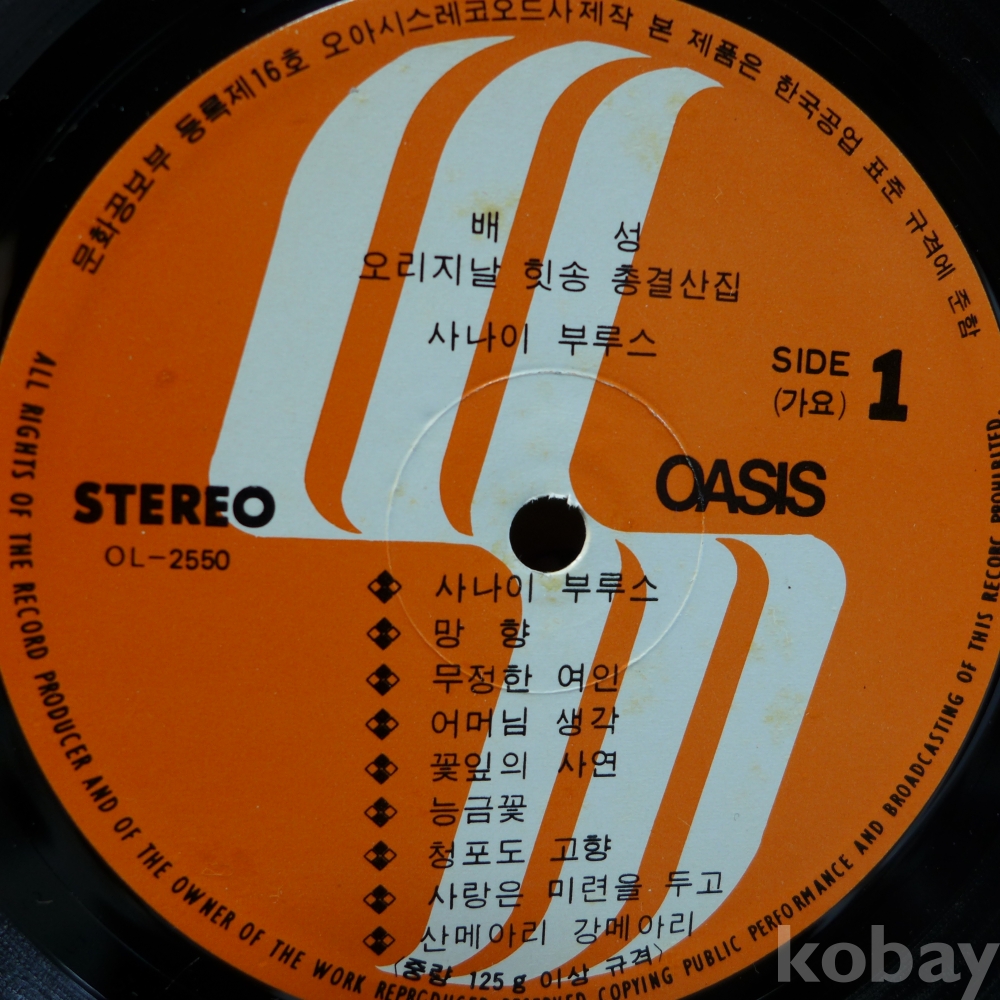 문화공보부 등록제16호 오아시스레코오드사제작 본 제품은 한국공업 표준 규격에 준함
배 성
오리지날 힛송 총결산집
사나이 부루스
SIDE 1
(가요)
STEREO
OASIS
OL-2550
사나이 부루스
망 향
무정한 여인
어머님 생각
꽃잎의 사연
능금꽃
청포도 고향
사랑은 미련을 두고
산메아리 강메아리
(중량 125g 이상 규격)
ALL RIGHTS OF THE RECORD PRODUCER AND OF THE OWNER OF THE WORK REPRCDUCED RESERVED COPYING PUBLIC PERFORMANCE AND BROADCASTING OF THIS RECORC PROHIBITED
kobay